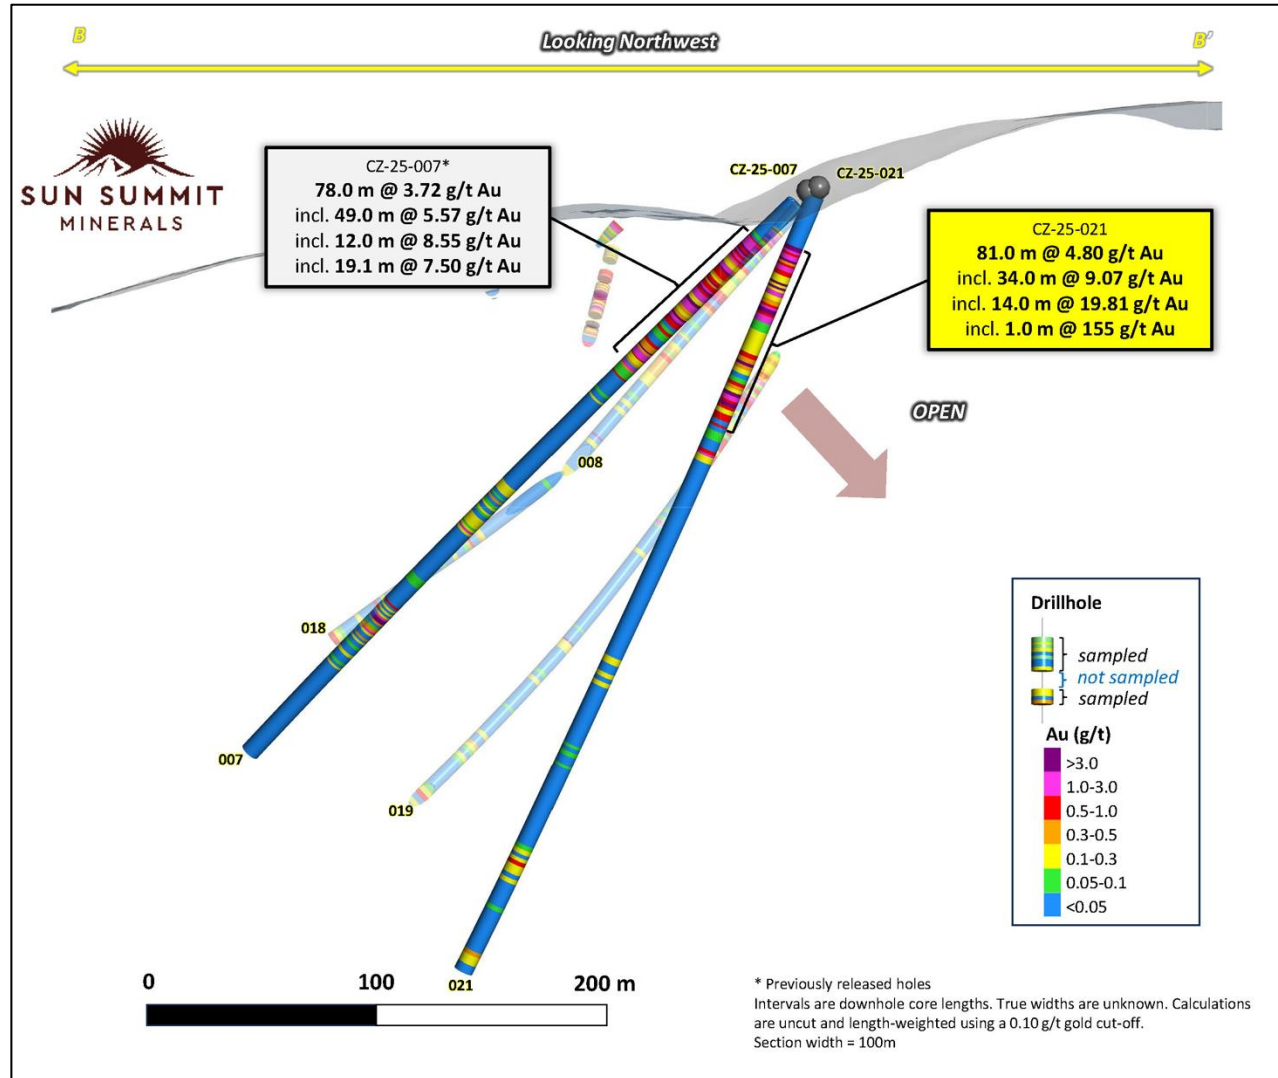 B
Looking Northwest
B'
SUN SUMMIT
MINERALS
CZ-25-007*
78.0 m @ 3.72 g/t Au
incl. 49.0 m @ 5.57 g/t Au
incl. 12.0 m @ 8.55 g/t Au
incl. 19.1 m @ 7.50 g/t Au
CZ-25-007
CZ-25-021
CZ-25-021
81.0 m @ 4.80 g/t Au
incl. 34.0 m @ 9.07 g/t Au
incl. 14.0 m @ 19.81 g/t Au
incl. 1.0 m @ 155 g/t Au
OPEN
008
018
007
019
021
Drillhole
sampled
not sampled
sampled
Au (g/t)
>3.0
1.0-3.0
0.5-1.0
0.3-0.5
0.1-0.3
0.05-0.1
<0.05
0 100 200 m
* Previously released holes
Intervals are downhole core lengths. True widths are unknown. Calculations
are uncut and length-weighted using a 0.10 g/t gold cut-off.
Section width = 100m